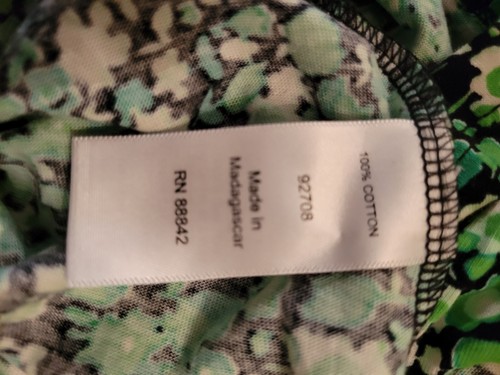 100% COTTON
92708
Made in
Madagascar
RN 88842